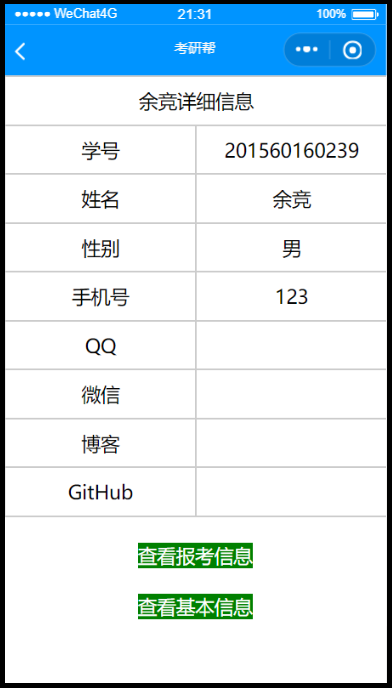 WeChat4G 21:31 100%
考研帮
余竞详细信息
学号 201560160239
姓名 余竞
性别 男
手机号 123
QQ
微信
博客
GitHub
查看报考信息
查看基本信息